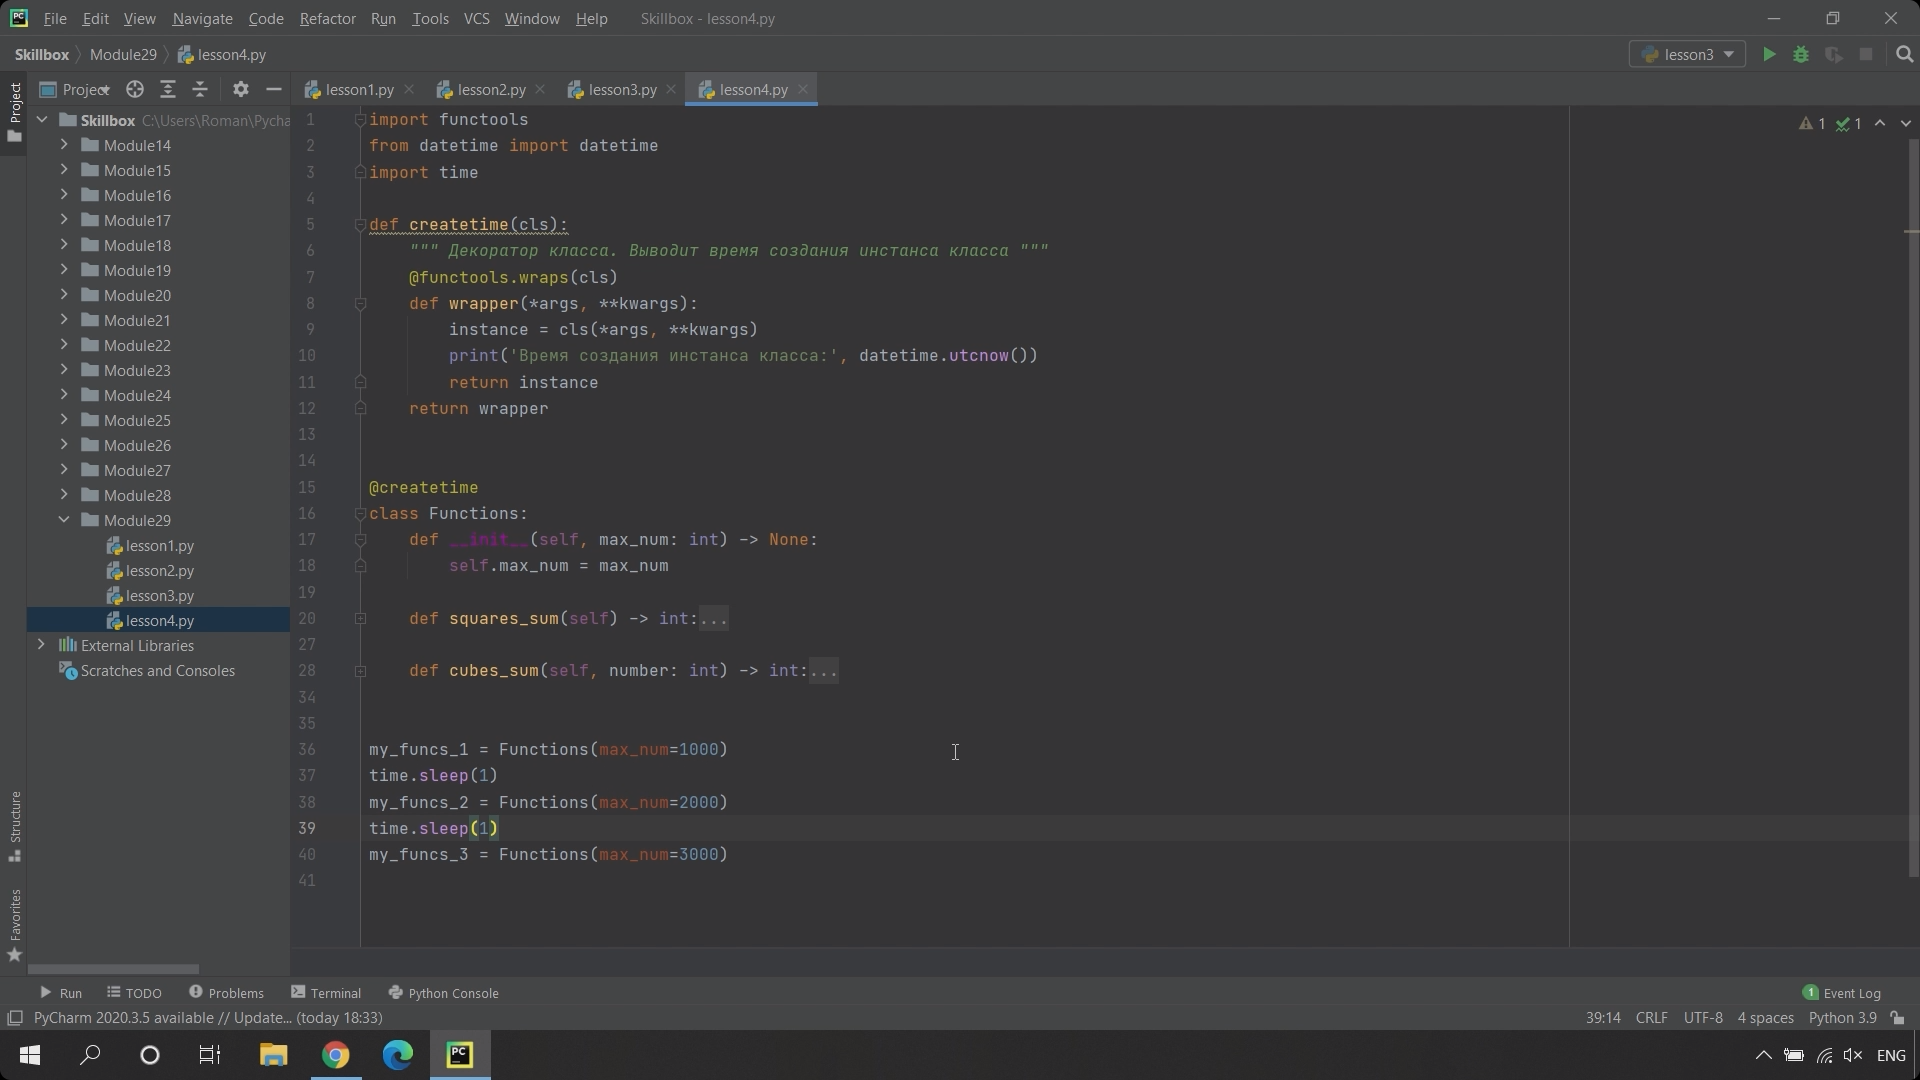 File Edit View Navigate Code Refactor Run Tools VCS Window Help Skillbox - lesson4.py
Skillbox Module29 lesson4.py lesson3
Project lesson1.py lesson2.py lesson3.py lesson4.py
Project
Skillbox C:\Users\Roman\Pycha
Module14
Module15
Module16
Module17
Module18
Module19
Module20
Module21
Module22
Module23
Module24
Module25
Module26
Module27
Module28
Module29
lesson1.py
lesson2.py
lesson3.py
lesson4.py
External Libraries
Scratches and Consoles
Structure
Favorites
1 1
1 import functools
2 from datetime import datetime
3 import time
4
5 def createtime(cls):
6 """ Декоратор класса. Выводит время создания инстанса класса """
7 @functools.wraps(cls)
8 def wrapper(*args, **kwargs):
9 instance = cls(*args, **kwargs)
10 print('Время создания инстанса класса:', datetime.utcnow())
11 return instance
12 return wrapper
13
14
15 @createtime
16 class Functions:
17 def __init__(self, max_num: int) -> None:
18 self.max_num = max_num
19
20 def squares_sum(self) -> int:...
27
28 def cubes_sum(self, number: int) -> int:...
34
35
36 my_funcs_1 = Functions(max_num=1000)
37 time.sleep(1)
38 my_funcs_2 = Functions(max_num=2000)
39 time.sleep(1)
40 my_funcs_3 = Functions(max_num=3000)
41
Run TODO Problems Terminal Python Console 1 Event Log
PyCharm 2020.3.5 available // Update... (today 18:33) 39:14 CRLF UTF-8 4 spaces Python 3.9
PC ENG